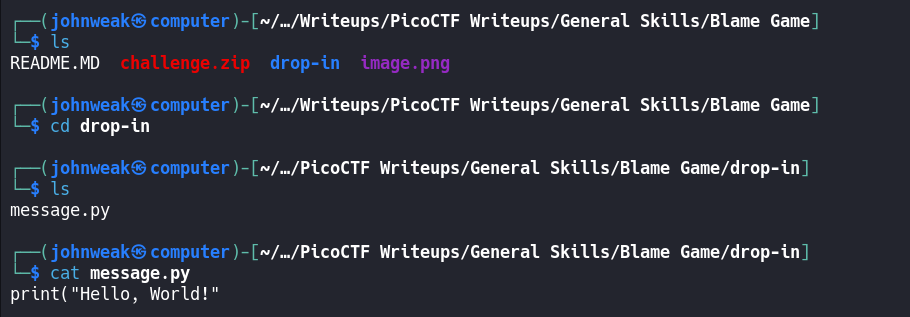 ┌──(johnweak㉿computer)-[~/…/Writeups/PicoCTF Writeups/General Skills/Blame Game]
└─$ ls
README.MD  challenge.zip  drop-in  image.png
┌──(johnweak㉿computer)-[~/…/Writeups/PicoCTF Writeups/General Skills/Blame Game]
└─$ cd drop-in
┌──(johnweak㉿computer)-[~/…/PicoCTF Writeups/General Skills/Blame Game/drop-in]
└─$ ls
message.py
┌──(johnweak㉿computer)-[~/…/PicoCTF Writeups/General Skills/Blame Game/drop-in]
└─$ cat message.py
print("Hello, World!"